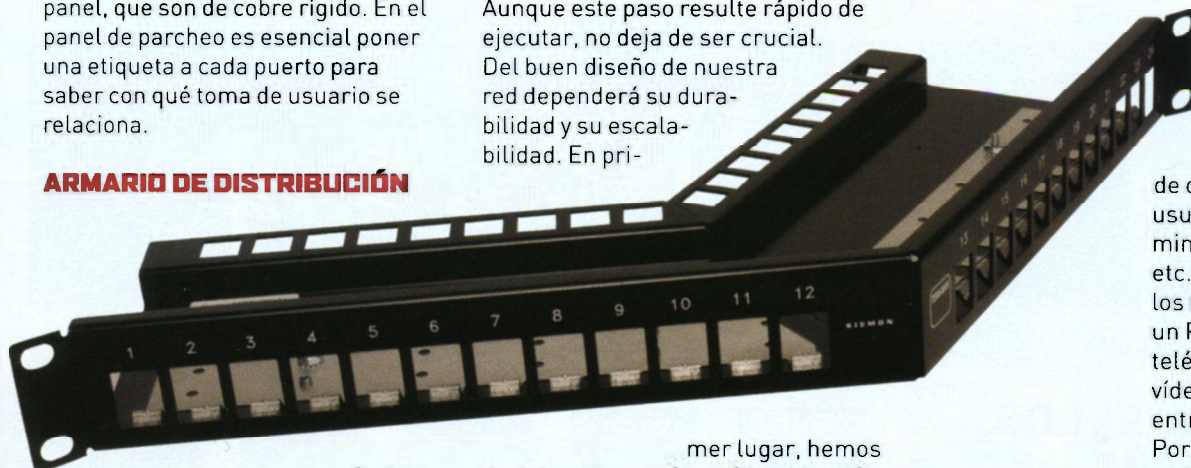 panel, que son de cobre rígido. En el
panel de parcheo es esencial poner
una etiqueta a cada puerto para
saber con qué toma de usuario se
relaciona.
ARMARIO DE DISTRIBUCIÓN
Aunque este paso resulte rápido de
ejecutar, no deja de ser crucial.
Del buen diseño de nuestra
red dependerá su dura-
bilidad y su escala-
bilidad. En pri-
mer lugar, hemos
1 2 3 4 5 6 7 8 9 10 11 12
SIEMON
13 14 15 16 17 18
de
usu
min
etc.
los
un
telé
víde
entr
Por